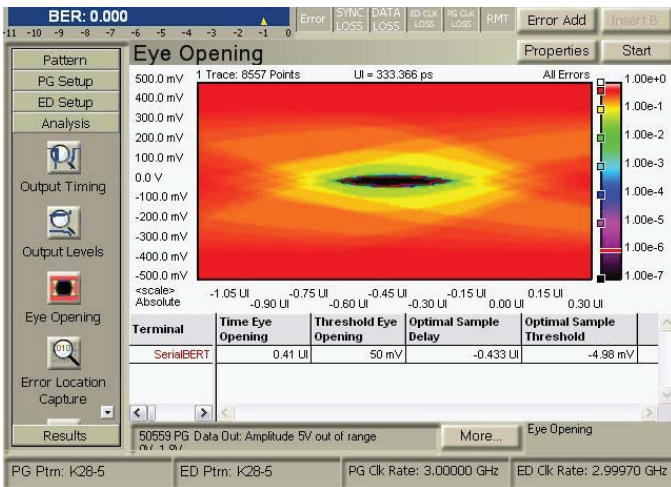 BER: 0.000
-11 -10 -9 -8 -7 -6 -5 -4 -3 -2 -1 0
Error
SYNC LOSS
DATA LOSS
ED CLK LOSS
PG CLK LOSS
RMT
Error Add
Insert B
Eye Opening
Properties
Start
Pattern
PG Setup
ED Setup
Analysis
Output Timing
Output Levels
Eye Opening
Error Location
Capture
Results
1 Trace: 8557 Points
UI = 333.366 ps
All Errors
500.0 mV
400.0 mV
300.0 mV
200.0 mV
100.0 mV
0.0 V
-100.0 mV
-200.0 mV
-300.0 mV
-400.0 mV
-500.0 mV
1.00e+0
1.00e-1
1.00e-2
1.00e-3
1.00e-4
1.00e-5
1.00e-6
1.00e-7
<scale>
Absolute
-1.05 UI -0.75 UI -0.45 UI -0.15 UI 0.15 UI
-0.90 UI -0.60 UI -0.30 UI 0.00 UI 0.30 UI
Terminal
Time Eye Opening
Threshold Eye Opening
Optimal Sample Delay
Optimal Sample Threshold
SerialBERT 0.41 UI 50 mV -0.433 UI -4.98 mV
50559 PG Data Out: Amplitude 5V out of range
More...
Eye Opening
PG Ptrn: K28-5
ED Ptrn: K28-5
PG Clk Rate: 3.00000 GHz
ED Clk Rate: 2.99970 GHz